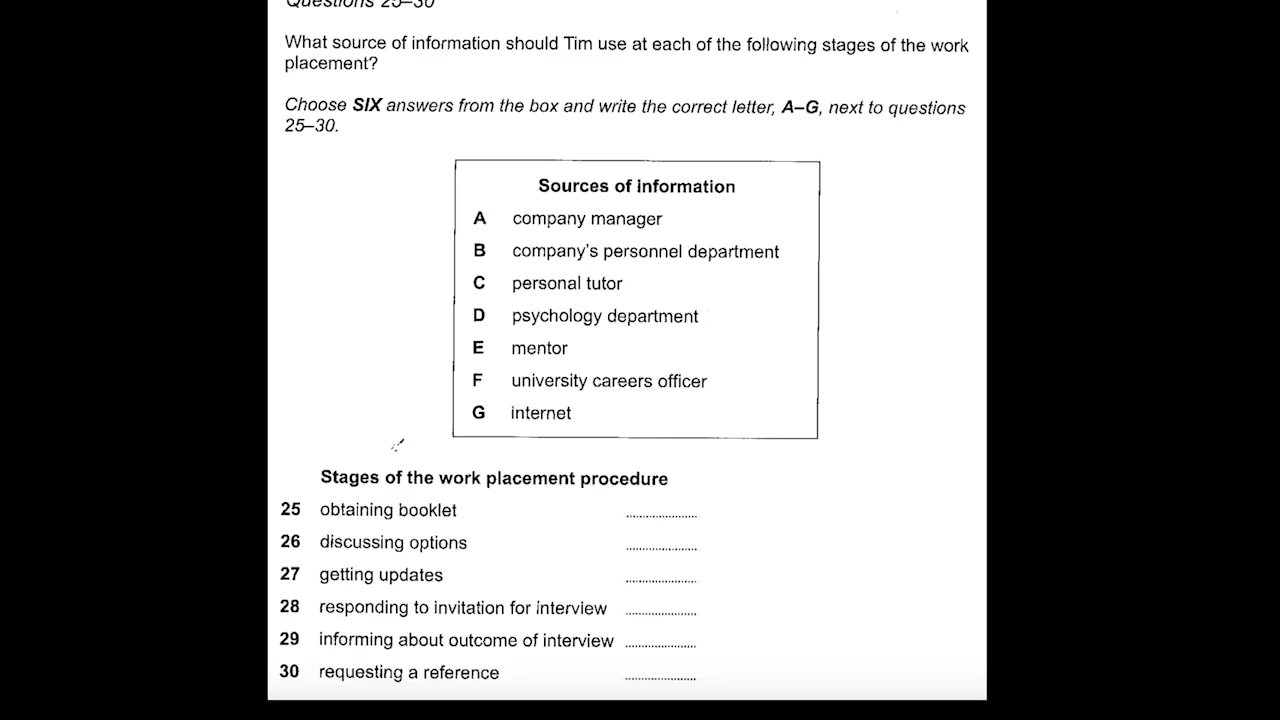 Questions 25–30
What source of information should Tim use at each of the following stages of the work
placement?
Choose SIX answers from the box and write the correct letter, A–G, next to questions
25–30.
Sources of information
A company manager
B company's personnel department
C personal tutor
D psychology department
E mentor
F university careers officer
G internet
Stages of the work placement procedure
25 obtaining booklet ........................
26 discussing options ........................
27 getting updates ........................
28 responding to invitation for interview ........................
29 informing about outcome of interview ........................
30 requesting a reference ........................